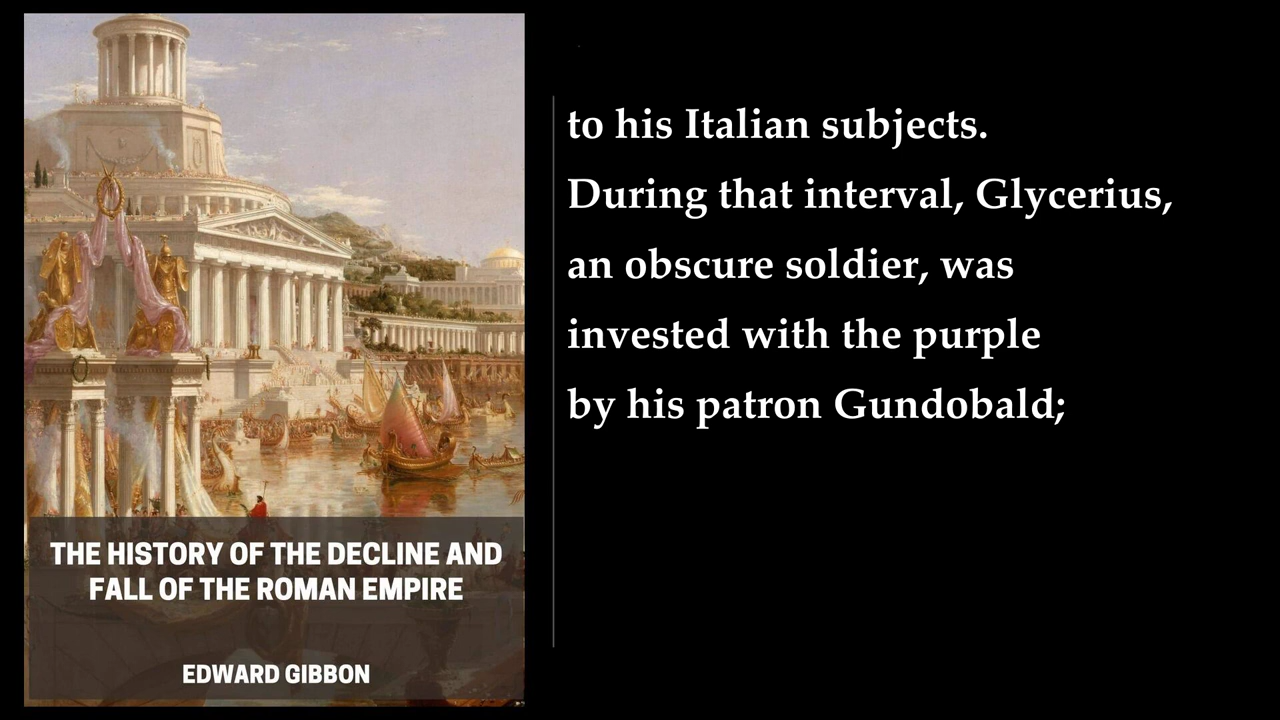 to his Italian subjects.
During that interval, Glycerius,
an obscure soldier, was
invested with the purple
by his patron Gundobald;
THE HISTORY OF THE DECLINE AND
FALL OF THE ROMAN EMPIRE
EDWARD GIBBON